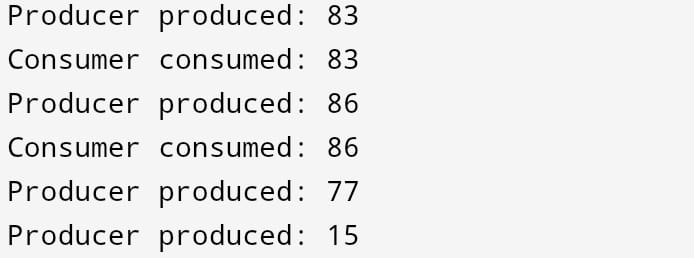 Producer produced: 83
Consumer consumed: 83
Producer produced: 86
Consumer consumed: 86
Producer produced: 77
Producer produced: 15